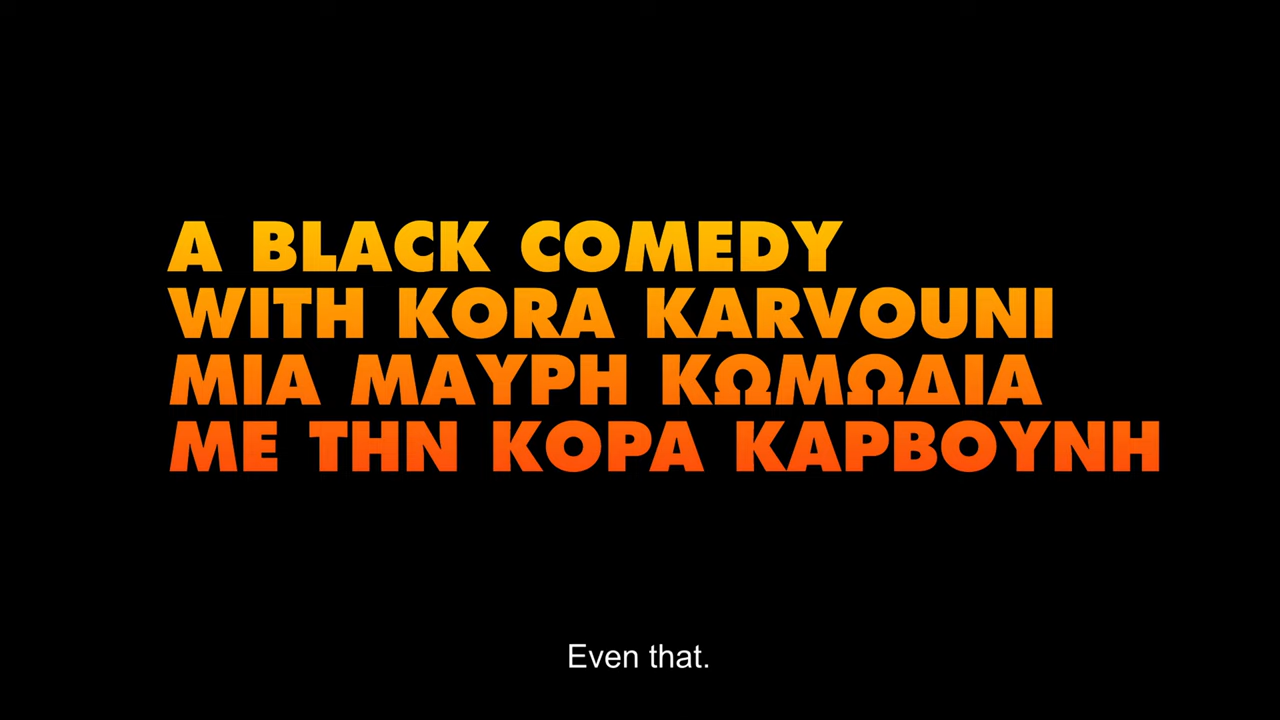 A BLACK COMEDY
WITH KORA KARVOUNI
ΜΙΑ ΜΑΥΡΗ ΚΩΜΩΔΙΑ
ΜΕ ΤΗΝ ΚΟΡΑ ΚΑΡΒΟΥΝΗ
Even that.